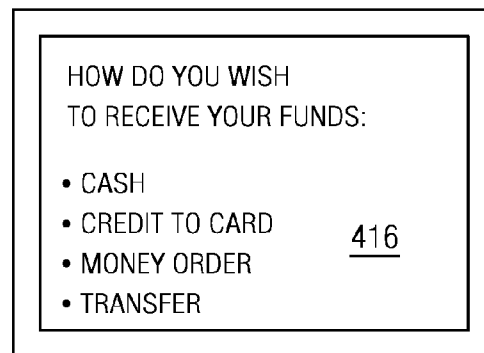 HOW DO YOU WISH
TO RECEIVE YOUR FUNDS:
• CASH
• CREDIT TO CARD
416
• MONEY ORDER
• TRANSFER